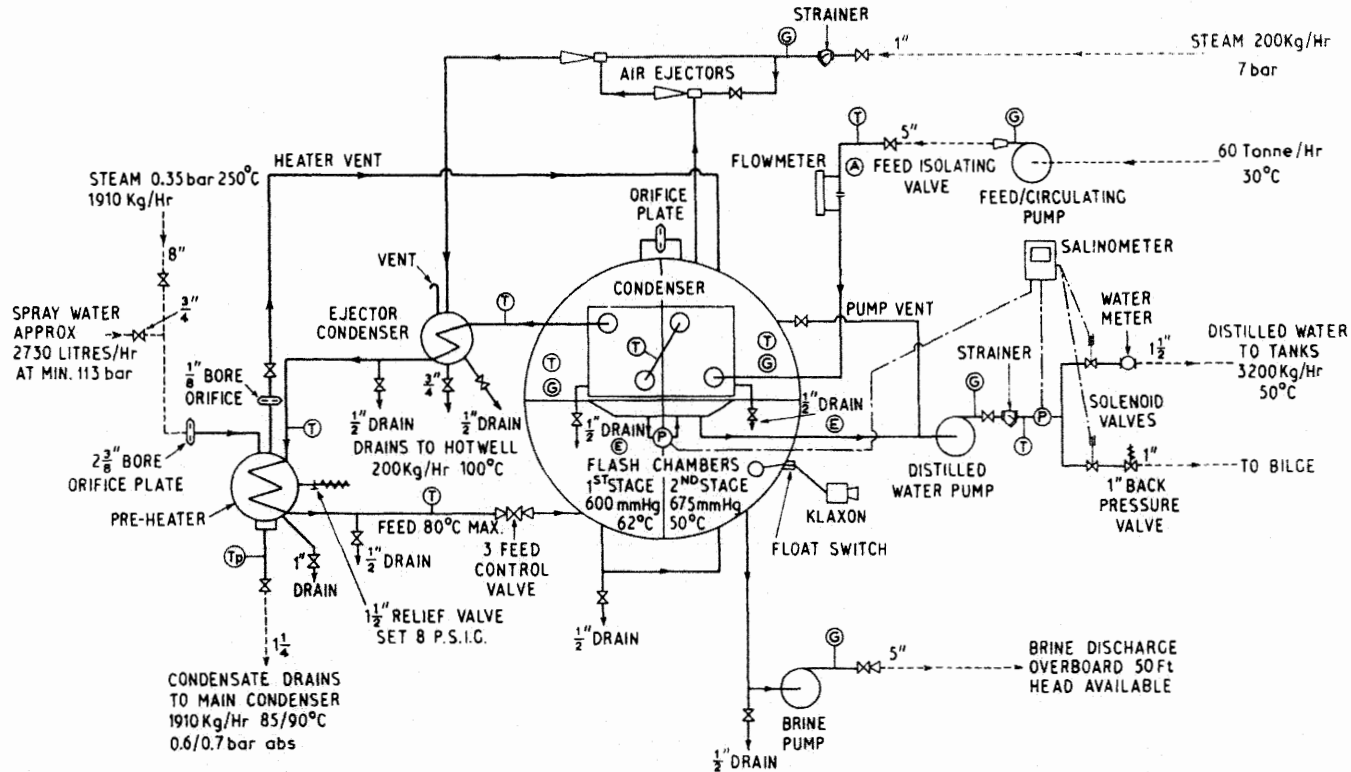 STRAINER
G
1"
STEAM 200Kg/Hr
7 bar
AIR EJECTORS
T
5"
G
FLOWMETER
A
FEED ISOLATING
VALVE
60 Tonne/Hr
30°C
FEED/CIRCULATING
PUMP
HEATER VENT
STEAM 0.35 bar 250°C
1910 Kg/Hr
8"
ORIFICE
PLATE
SALINOMETER
VENT
CONDENSER
EJECTOR
CONDENSER
T
PUMP VENT
WATER
METER
3/4"
SPRAY WATER
APPROX
2730 LITRES/Hr
AT MIN. 113 bar
1/8" BORE
ORIFICE
T
T
G
T
G
STRAINER
G
1 1/2"
DISTILLED WATER
TO TANKS
3200Kg/Hr
50°C
SOLENOID
VALVES
P
T
1/2" DRAIN
3/4"
1/2" DRAIN
DRAINS TO HOTWELL
200Kg/Hr 100°C
T
1/2" DRAIN
1/2" DRAIN
E
P
E
2 3/8" BORE
ORIFICE PLATE
FLASH CHAMBERS
1ST STAGE
600 mmHg
62°C
2ND STAGE
675mmHg
50°C
DISTILLED
WATER PUMP
1"
TO BILGE
1" BACK
PRESSURE
VALVE
KLAXON
FLOAT SWITCH
PRE-HEATER
T
FEED 80°C MAX.
3 FEED
CONTROL
VALVE
Tp
1"
DRAIN
1/2" DRAIN
1 1/2" RELIEF VALVE
SET 8 P.S.I.G.
1/2" DRAIN
1 1/4
CONDENSATE DRAINS
TO MAIN CONDENSER
1910 Kg/Hr 85/90°C
0.6/0.7 bar abs
G
5"
BRINE DISCHARGE
OVERBOARD 50 Ft
HEAD AVAILABLE
BRINE
PUMP
1/2" DRAIN